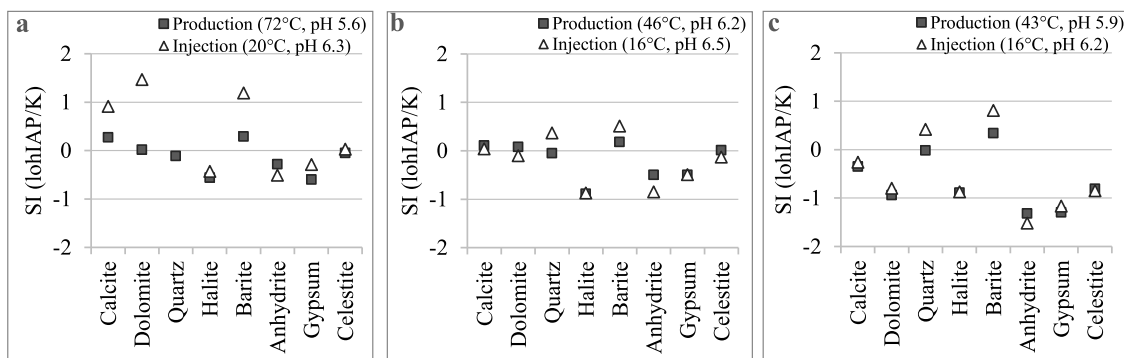 a
Production (72°C, pH 5.6)
Injection (20°C, pH 6.3)
SI (lohIAP/K)
2
1
0
-1
-2
Calcite
Dolomite
Quartz
Halite
Barite
Anhydrite
Gypsum
Celestite
b
Production (46°C, pH 6.2)
Injection (16°C, pH 6.5)
SI (lohIAP/K)
2
1
0
-1
-2
Calcite
Dolomite
Quartz
Halite
Barite
Anhydrite
Gypsum
Celestite
c
Production (43°C, pH 5.9)
Injection (16°C, pH 6.2)
SI (lohIAP/K)
2
1
0
-1
-2
Calcite
Dolomite
Quartz
Halite
Barite
Anhydrite
Gypsum
Celestite